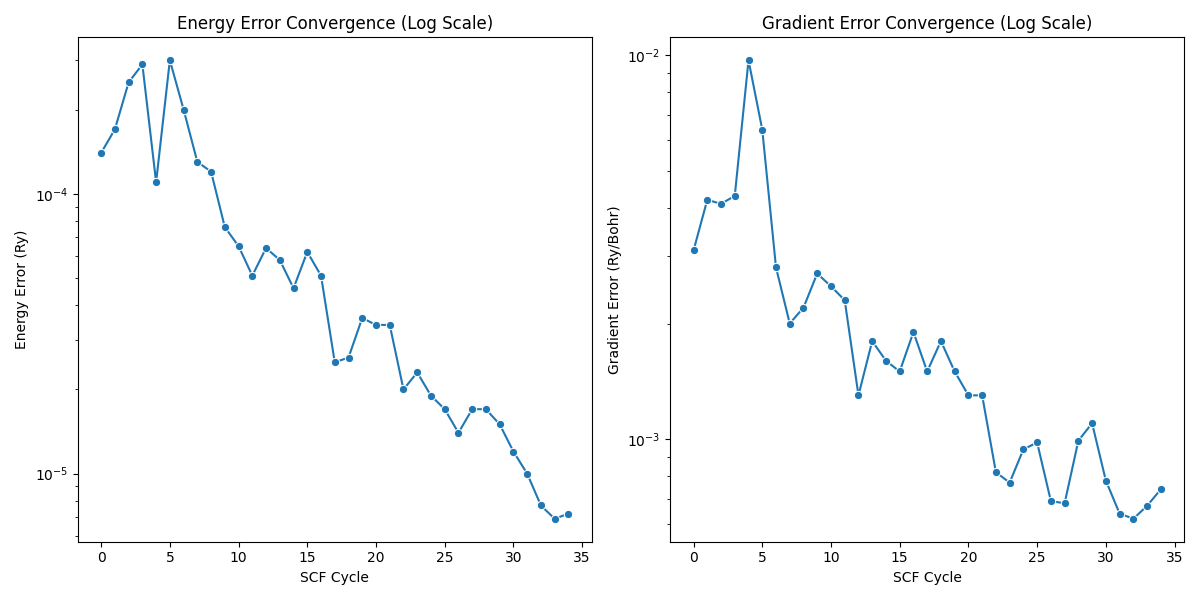 Energy Error Convergence (Log Scale)
Energy Error (Ry)
10⁻⁴
10⁻⁵
0 5 10 15 20 25 30 35
SCF Cycle
Gradient Error Convergence (Log Scale)
Gradient Error (Ry/Bohr)
10⁻²
10⁻³
0 5 10 15 20 25 30 35
SCF Cycle